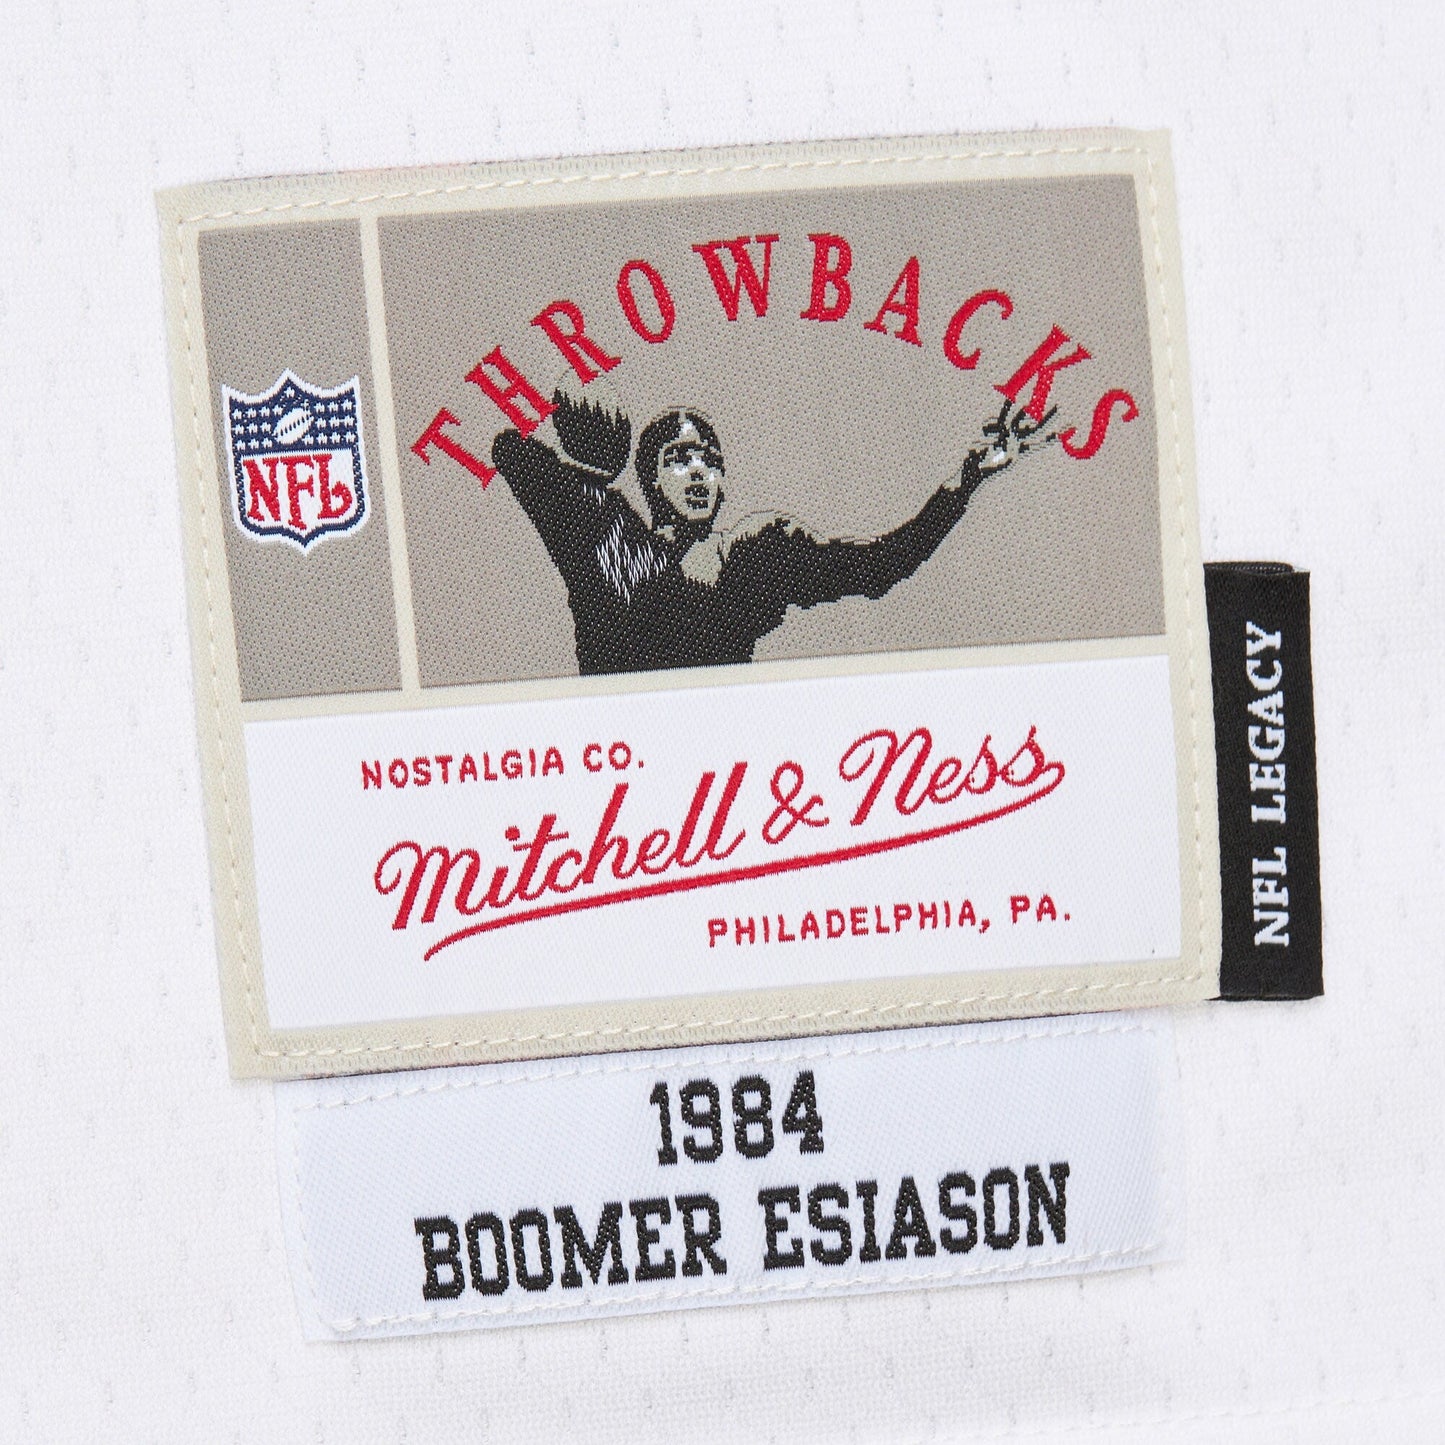 THROWBACKS
NFL
NOSTALGIA CO.
Mitchell & Ness
PHILADELPHIA, PA.
NFL LEGACY
1984
BOOMER ESIASON